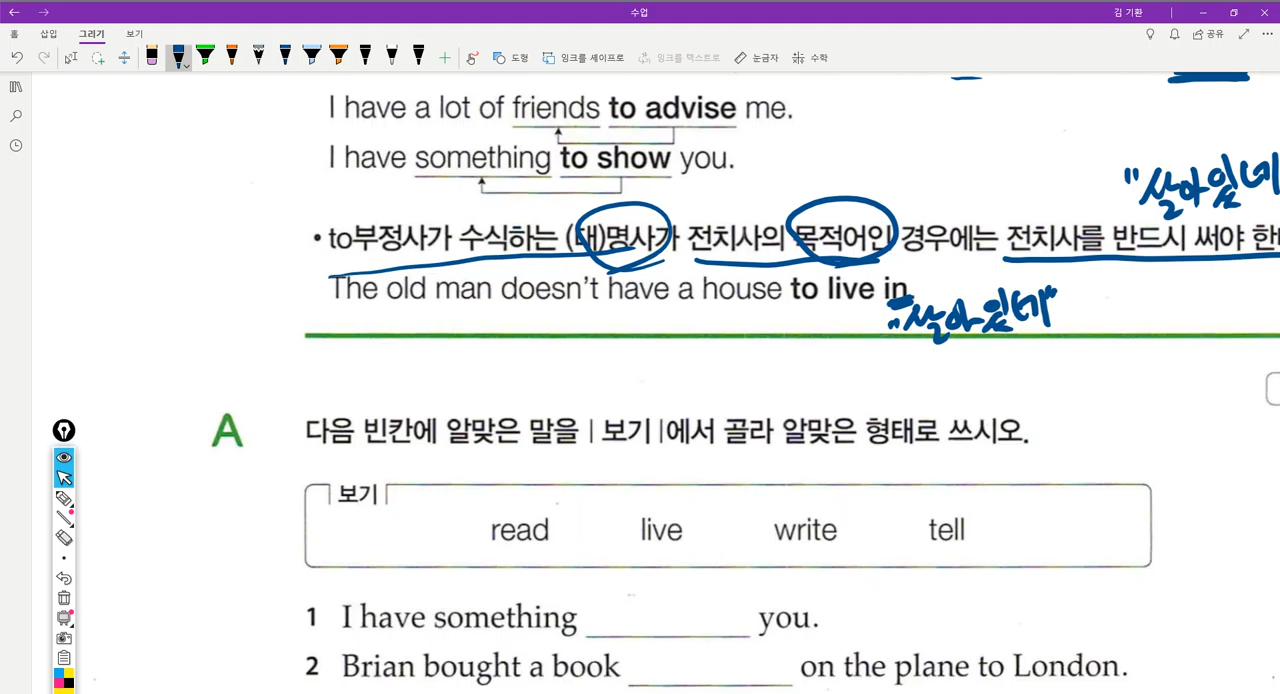 수업
김 기환
홈 삽입 그리기 보기
공유
도형 잉크를 셰이프로 잉크를 텍스트로 눈금자 수학
I have a lot of friends to advise me.
I have something to show you.
"살아있네
• to부정사가 수식하는 (대)명사가 전치사의 목적어인 경우에는 전치사를 반드시 써야 한다
The old man doesn't have a house to live in
"살아있네"
A 다음 빈칸에 알맞은 말을 | 보기 |에서 골라 알맞은 형태로 쓰시오.
보기
read live write tell
1 I have something __________ you.
2 Brian bought a book __________ on the plane to London.